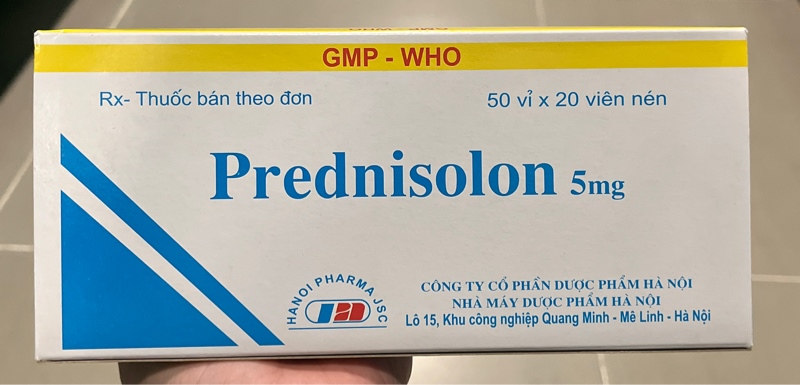 GMP - WHO
Rx- Thuốc bán theo đơn
50 vỉ x 20 viên nén
Prednisolon 5mg
HANOI PHARMA JSC
CÔNG TY CỔ PHẦN DƯỢC PHẨM HÀ NỘI
NHÀ MÁY DƯỢC PHẨM HÀ NỘI
Lô 15, Khu công nghiệp Quang Minh - Mê Linh - Hà Nội